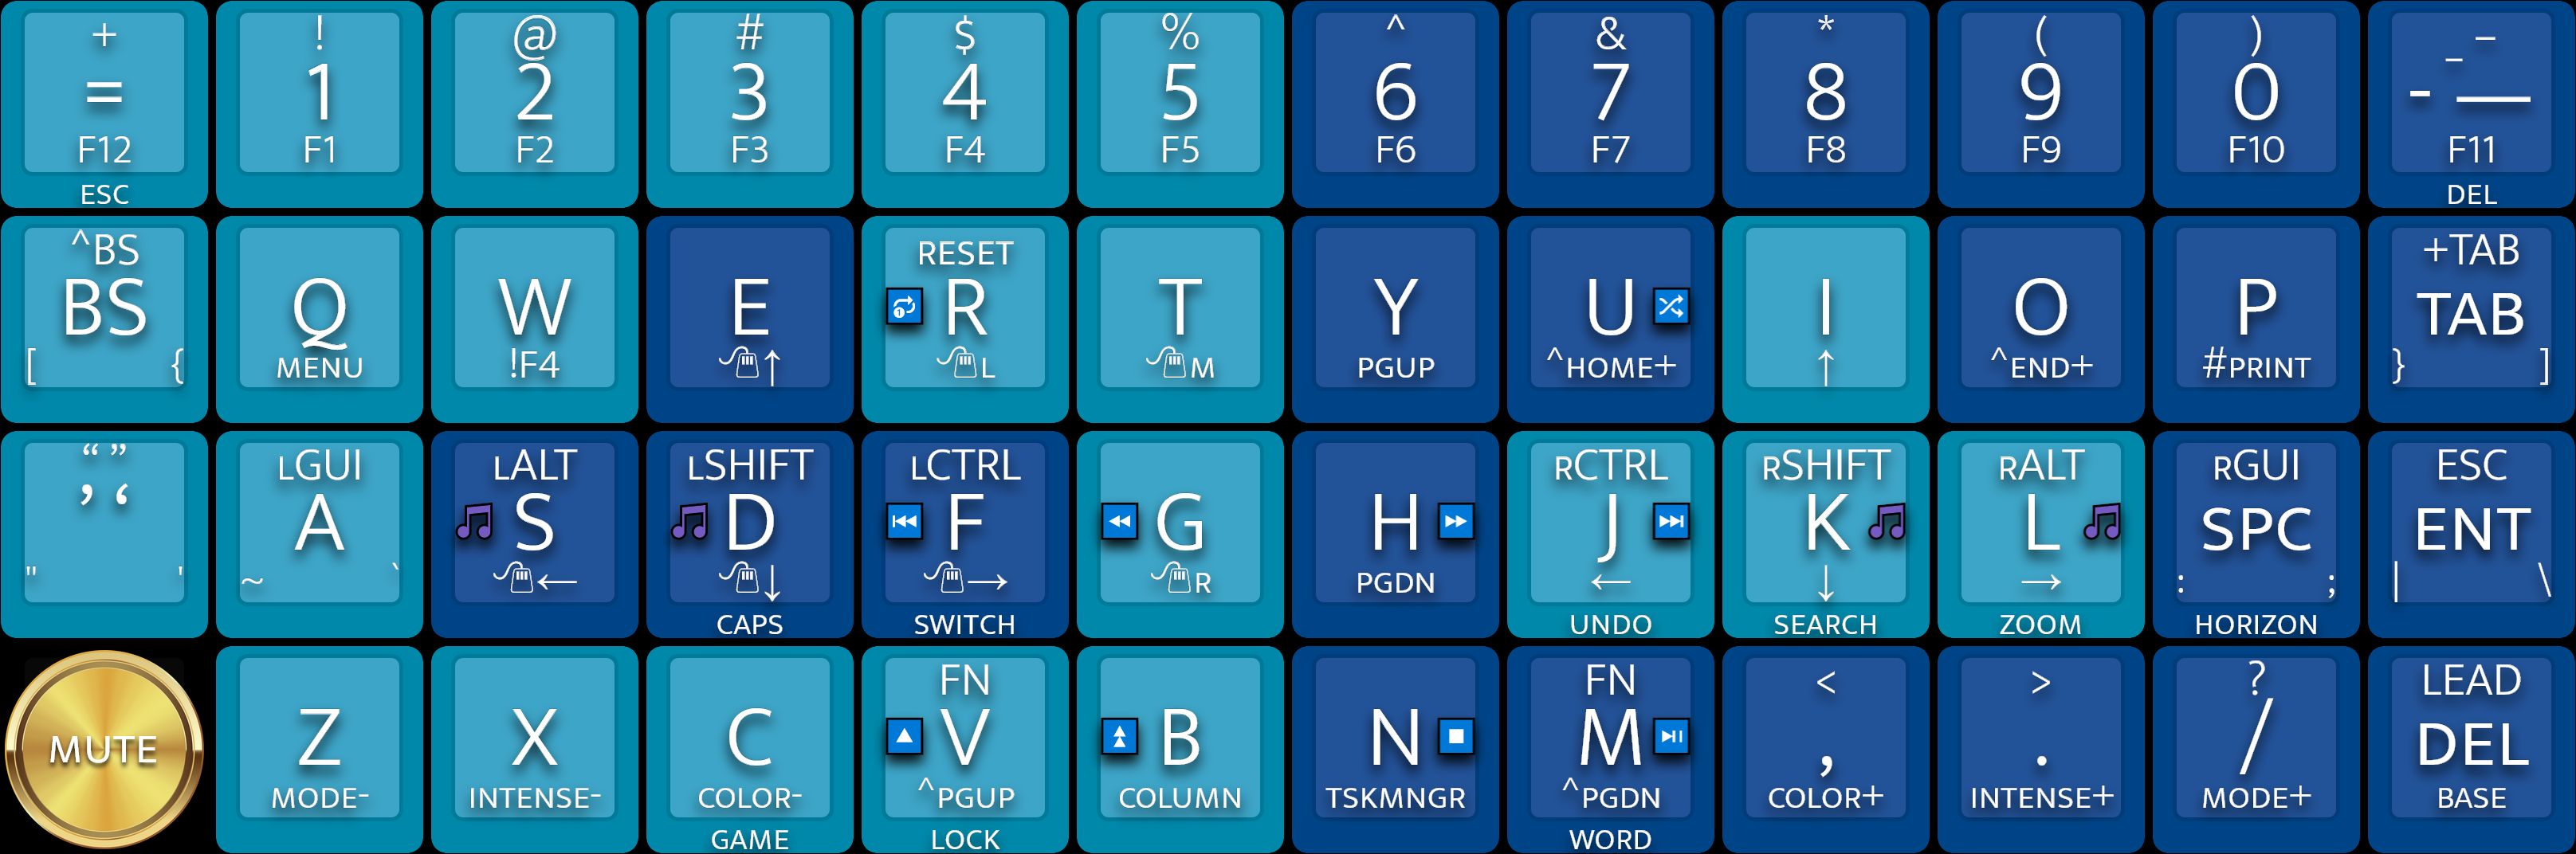 + ! @ # $ % ^ & * ( ) _ –
= 1 2 3 4 5 6 7 8 9 0 - —
F12 F1 F2 F3 F4 F5 F6 F7 F8 F9 F10 F11
ESC DEL
^BS RESET +TAB
BS Q W E R T Y U I O P TAB
[ { MENU !F4 ↑ L M PGUP ^HOME+ ↑ ^END+ #PRINT } ]
“ ” LGUI LALT LSHIFT LCTRL RCTRL RSHIFT RALT RGUI ESC
’ ‘ A S D F G H J K L SPC ENT
" ' ~ ` ← ↓ → R PGDN ← ↓ → : ; | \
CAPS SWITCH UNDO SEARCH ZOOM HORIZON
FN FN < > ? LEAD
MUTE Z X C V B N M , . / DEL
MODE- INTENSE- COLOR- ^PGUP COLUMN TSKMNGR ^PGDN COLOR+ INTENSE+ MODE+ BASE
GAME LOCK WORD